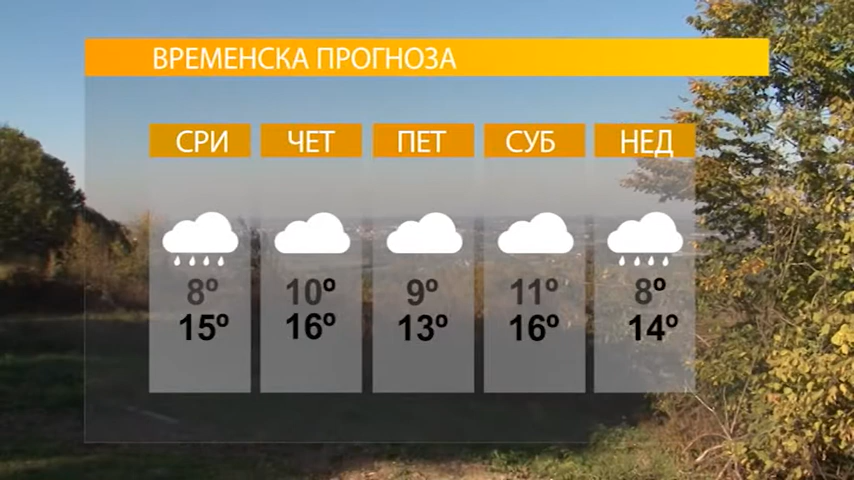 ВРЕМЕНСКА ПРОГНОЗА
СРИ ЧЕТ ПЕТ СУБ НЕД
8º 10º 9º 11º 8º
15º 16º 13º 16º 14º